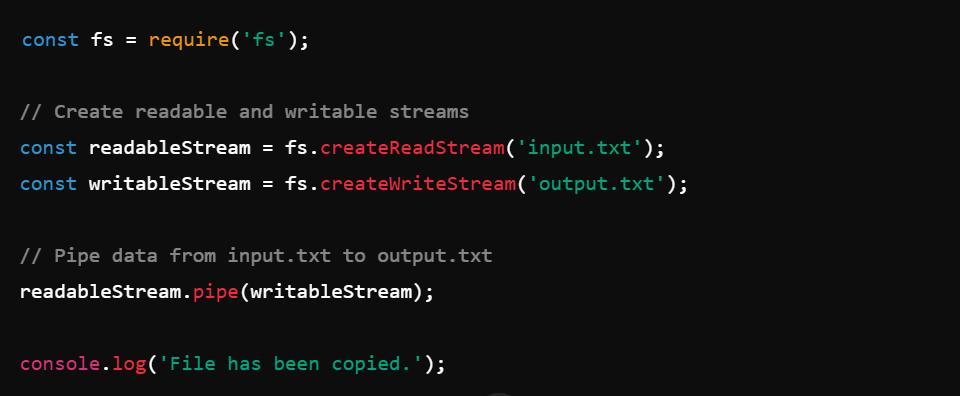 const fs = require('fs');
// Create readable and writable streams
const readableStream = fs.createReadStream('input.txt');
const writableStream = fs.createWriteStream('output.txt');
// Pipe data from input.txt to output.txt
readableStream.pipe(writableStream);
console.log('File has been copied.');